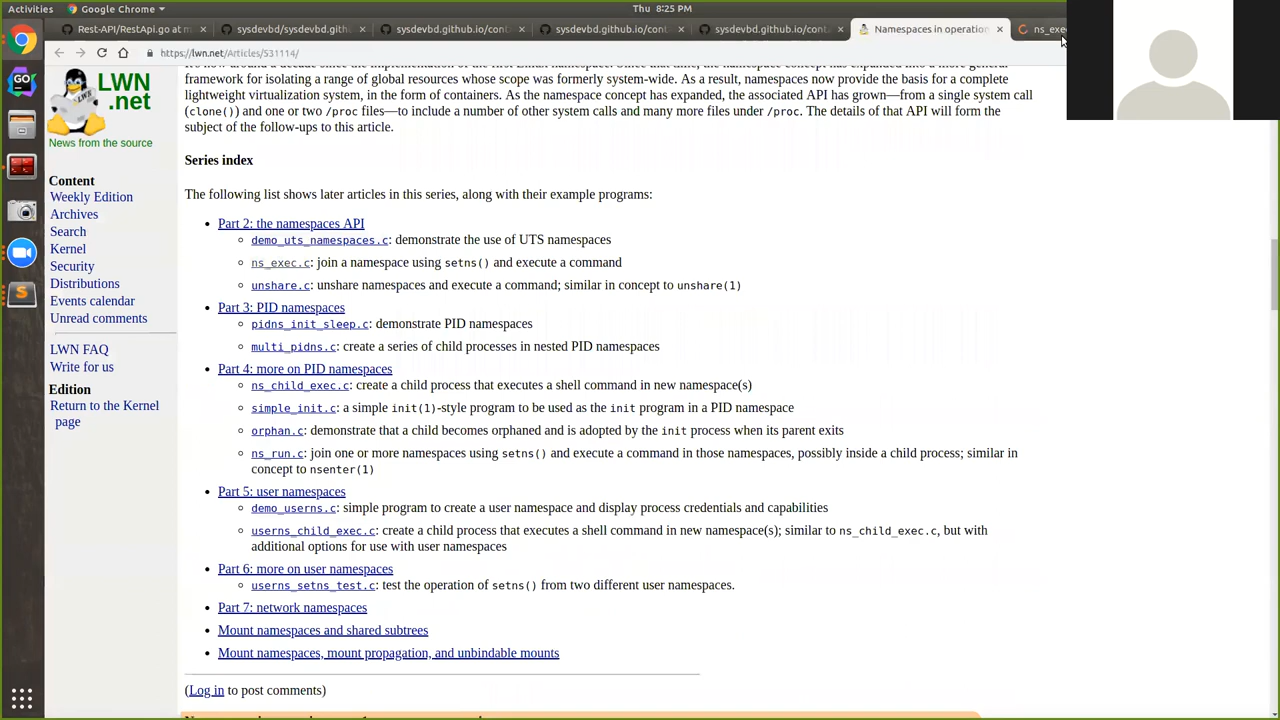 Activities
Google Chrome
Thu 8:25 PM
Rest-API/RestApi.go at m
sysdevbd/sysdevbd.github
sysdevbd.github.io/cont
sysdevbd.github.io/cont
sysdevbd.github.io/cont
Namespaces in operation
ns_exe
https://lwn.net/Articles/531114/
LWN
.net
News from the source
Content
Weekly Edition
Archives
Search
Kernel
Security
Distributions
Events calendar
Unread comments
LWN FAQ
Write for us
Edition
Return to the Kernel
page
framework for isolating a range of global resources whose scope was formerly system-wide. As a result, namespaces now provide the basis for a complete
lightweight virtualization system, in the form of containers. As the namespace concept has expanded, the associated API has grown—from a single system call
(clone()) and one or two /proc files—to include a number of other system calls and many more files under /proc. The details of that API will form the
subject of the follow-ups to this article.
Series index
The following list shows later articles in this series, along with their example programs:
Part 2: the namespaces API
demo_uts_namespaces.c: demonstrate the use of UTS namespaces
ns_exec.c: join a namespace using setns() and execute a command
unshare.c: unshare namespaces and execute a command; similar in concept to unshare(1)
Part 3: PID namespaces
pidns_init_sleep.c: demonstrate PID namespaces
multi_pidns.c: create a series of child processes in nested PID namespaces
Part 4: more on PID namespaces
ns_child_exec.c: create a child process that executes a shell command in new namespace(s)
simple_init.c: a simple init(1)-style program to be used as the init program in a PID namespace
orphan.c: demonstrate that a child becomes orphaned and is adopted by the init process when its parent exits
ns_run.c: join one or more namespaces using setns() and execute a command in those namespaces, possibly inside a child process; similar in
concept to nsenter(1)
Part 5: user namespaces
demo_userns.c: simple program to create a user namespace and display process credentials and capabilities
userns_child_exec.c: create a child process that executes a shell command in new namespace(s); similar to ns_child_exec.c, but with
additional options for use with user namespaces
Part 6: more on user namespaces
userns_setns_test.c: test the operation of setns() from two different user namespaces.
Part 7: network namespaces
Mount namespaces and shared subtrees
Mount namespaces, mount propagation, and unbindable mounts
(Log in to post comments)